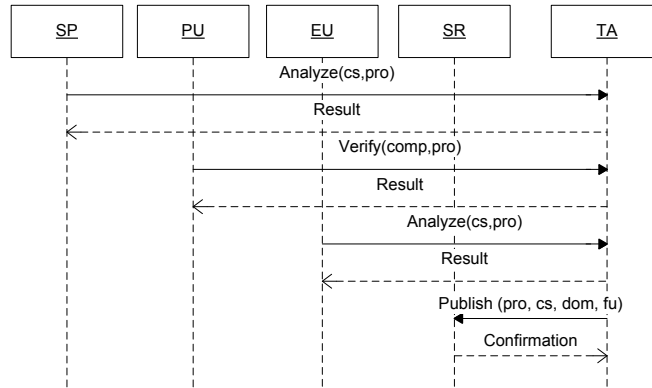 SP PU EU SR TA
Analyze(cs,pro)
Result
Verify(comp,pro)
Result
Analyze(cs,pro)
Result
Publish (pro, cs, dom, fu)
Confirmation